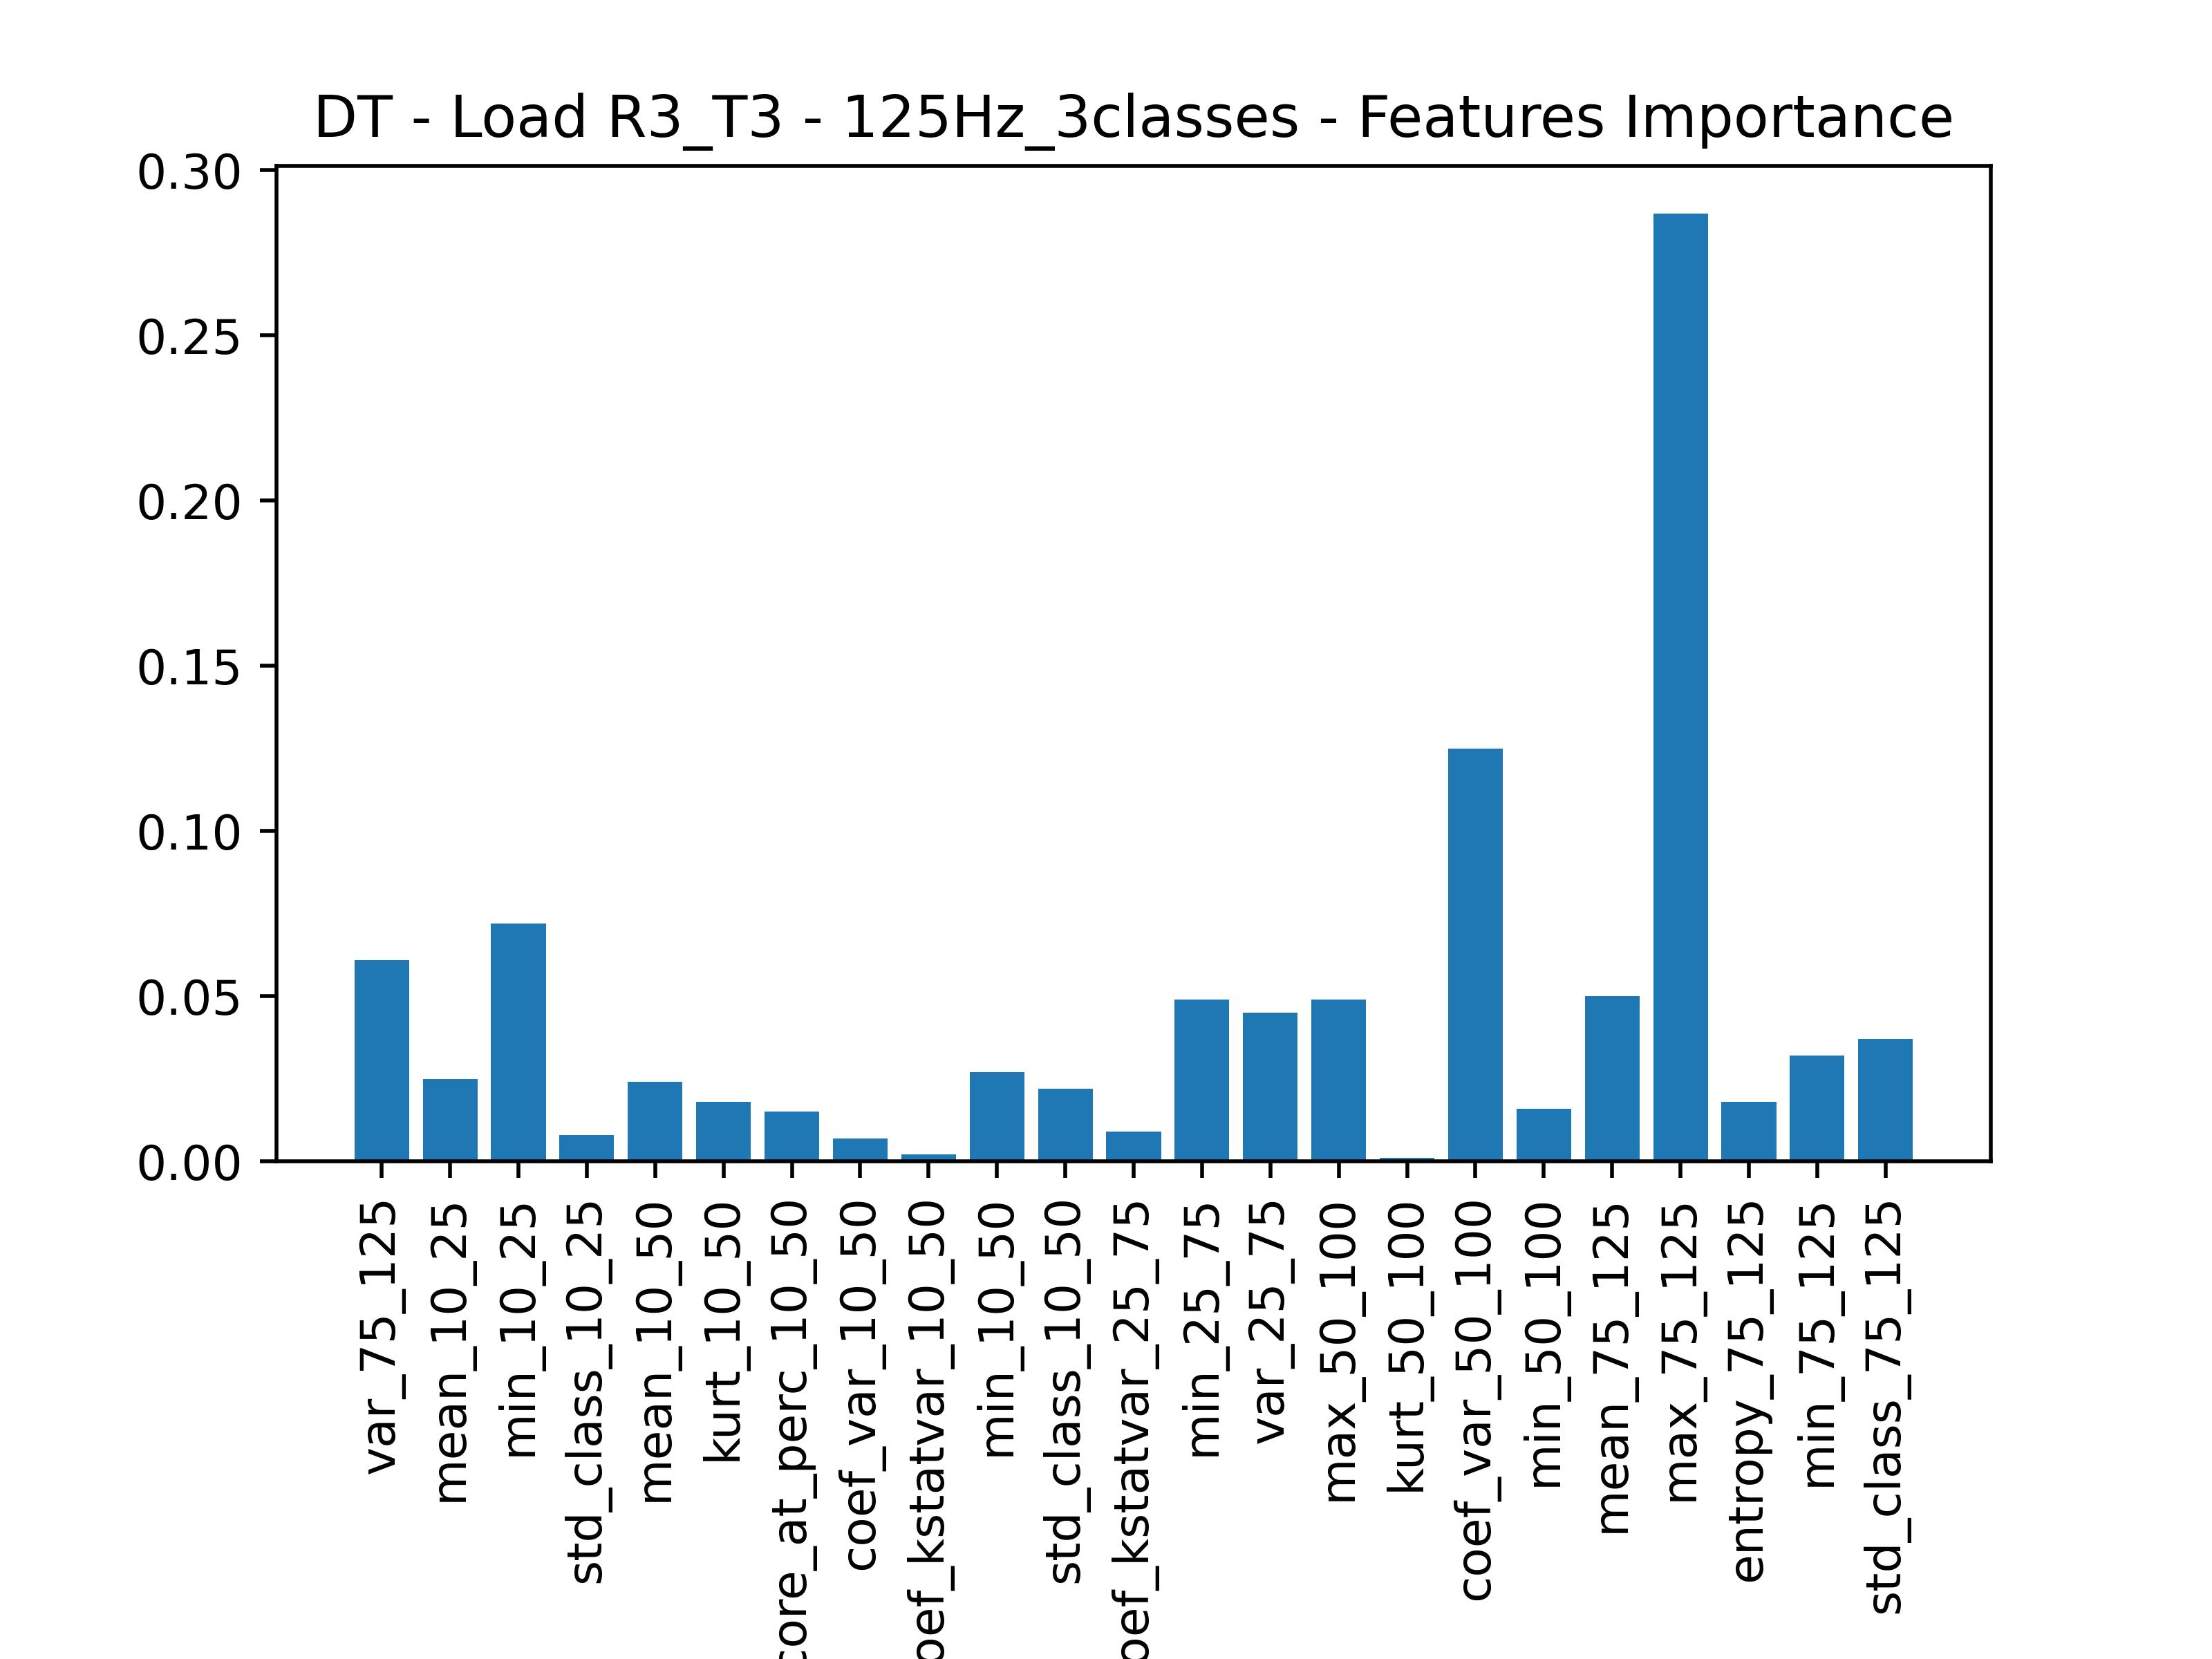 DT - Load R3_T3 - 125Hz_3classes - Features Importance
0.30
0.25
0.20
0.15
0.10
0.05
0.00
var_75_125
mean_10_25
min_10_25
std_class_10_25
mean_10_50
kurt_10_50
core_at_perc_10_50
coef_var_10_50
oef_kstatvar_10_50
min_10_50
std_class_10_50
oef_kstatvar_25_75
min_25_75
var_25_75
max_50_100
kurt_50_100
coef_var_50_100
min_50_100
mean_75_125
max_75_125
entropy_75_125
min_75_125
std_class_75_125